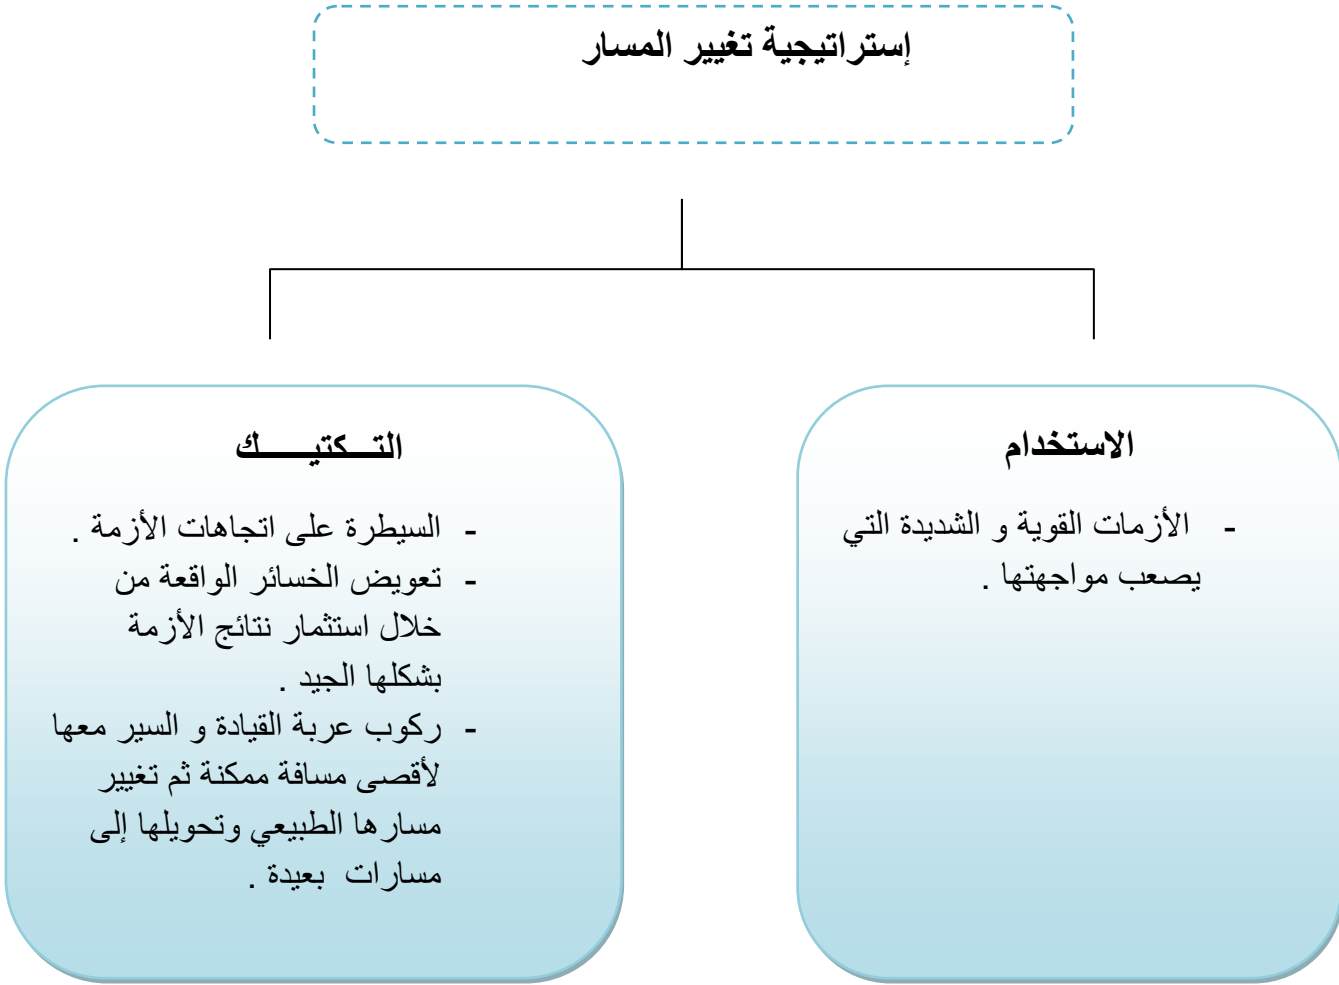 إستراتيجية تغيير المسار
الاستخدام
- الأزمات القوية و الشديدة التي
يصعب مواجهتها .
التــكتيـــــك
- السيطرة على اتجاهات الأزمة .
- تعويض الخسائر الواقعة من
خلال استثمار نتائج الأزمة
بشكلها الجيد .
- ركوب عربة القيادة و السير معها
لأقصى مسافة ممكنة ثم تغيير
مسارها الطبيعي وتحويلها إلى
مسارات بعيدة .